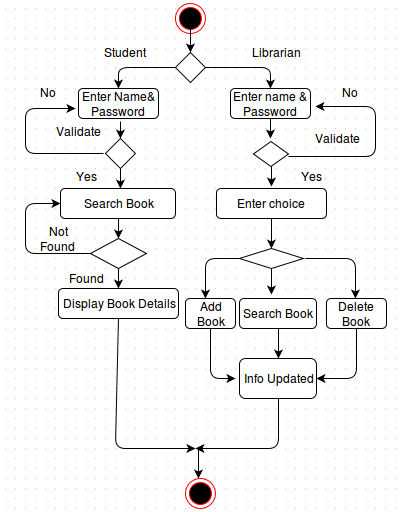 Student
Librarian
No
Enter Name&
Password
Enter name &
Password
No
Validate
Validate
Yes
Yes
Search Book
Enter choice
Not
Found
Found
Display Book Details
Add
Book
Search Book
Delete
Book
Info Updated